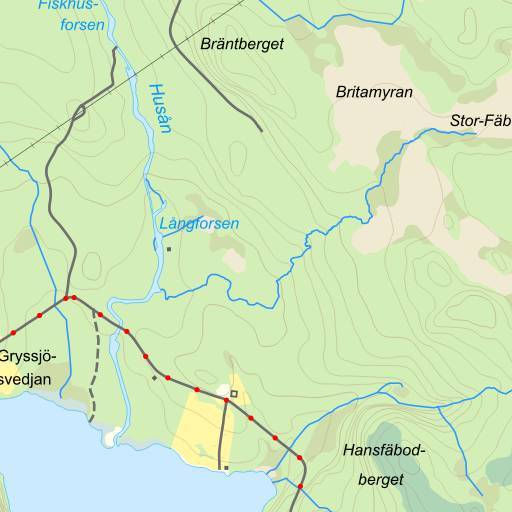 Fiskhus-
forsen
Bräntberget
Britamyran
Husån
Stor-Fäb
Långforsen
Gryssjö-
svedjan
Hansfäbod-
berget